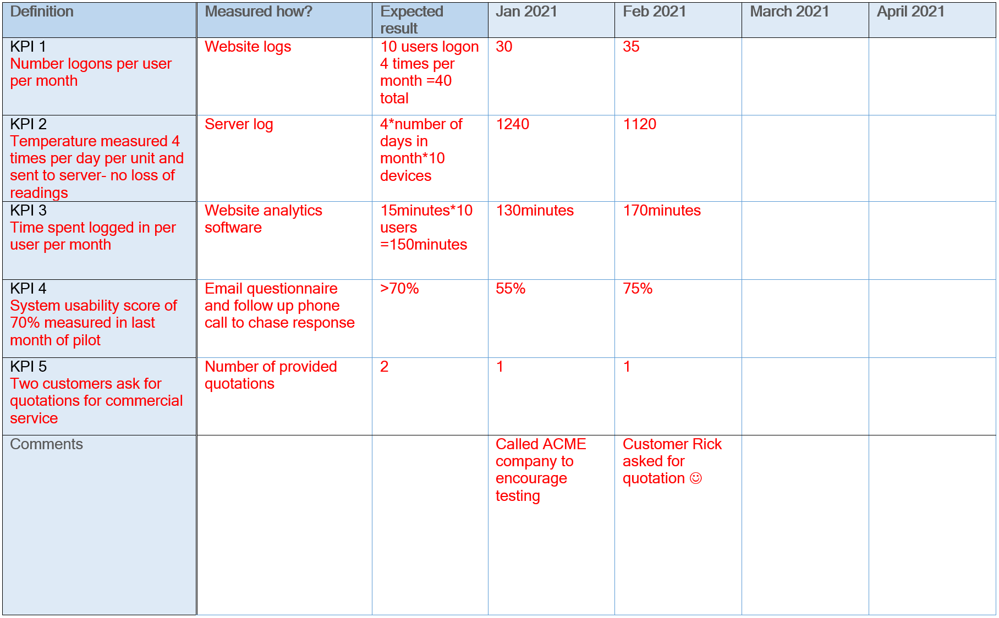 Definition
Measured how?
Expected
result
Jan 2021
Feb 2021
March 2021
April 2021
KPI 1
Number logons per user
per month
Website logs
10 users logon
4 times per
month =40
total
30
35
KPI 2
Temperature measured 4
times per day per unit and
sent to server- no loss of
readings
Server log
4*number of
days in
month*10
devices
1240
1120
KPI 3
Time spent logged in per
user per month
Website analytics
software
15minutes*10
users
=150minutes
130minutes
170minutes
KPI 4
System usability score of
70% measured in last
month of pilot
Email questionnaire
and follow up phone
call to chase response
>70%
55%
75%
KPI 5
Two customers ask for
quotations for commercial
service
Number of provided
quotations
2
1
1
Comments
Called ACME
company to
encourage
testing
Customer Rick
asked for
quotation ☺